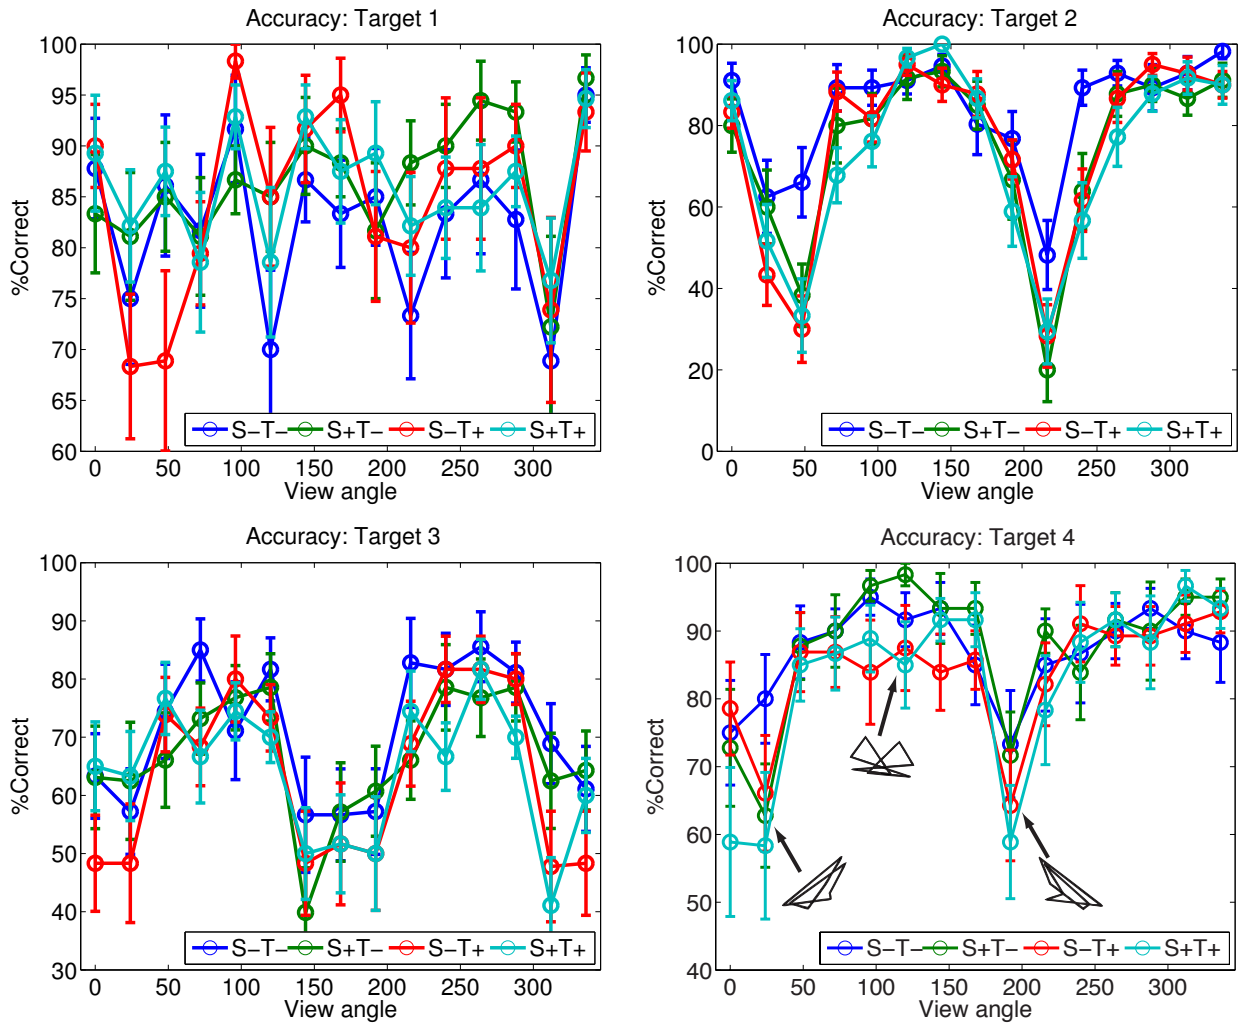 Accuracy: Target 1
100
95
90
85
80
75
70
65
60
%Correct
S−T− S+T− S−T+ S+T+
0 50 100 150 200 250 300
View angle
Accuracy: Target 2
100
80
60
40
20
0
%Correct
S−T− S+T− S−T+ S+T+
0 50 100 150 200 250 300
View angle
Accuracy: Target 3
100
90
80
70
60
50
40
30
%Correct
S−T− S+T− S−T+ S+T+
0 50 100 150 200 250 300
View angle
Accuracy: Target 4
100
90
80
70
60
50
40
%Correct
S−T− S+T− S−T+ S+T+
0 50 100 150 200 250 300
View angle